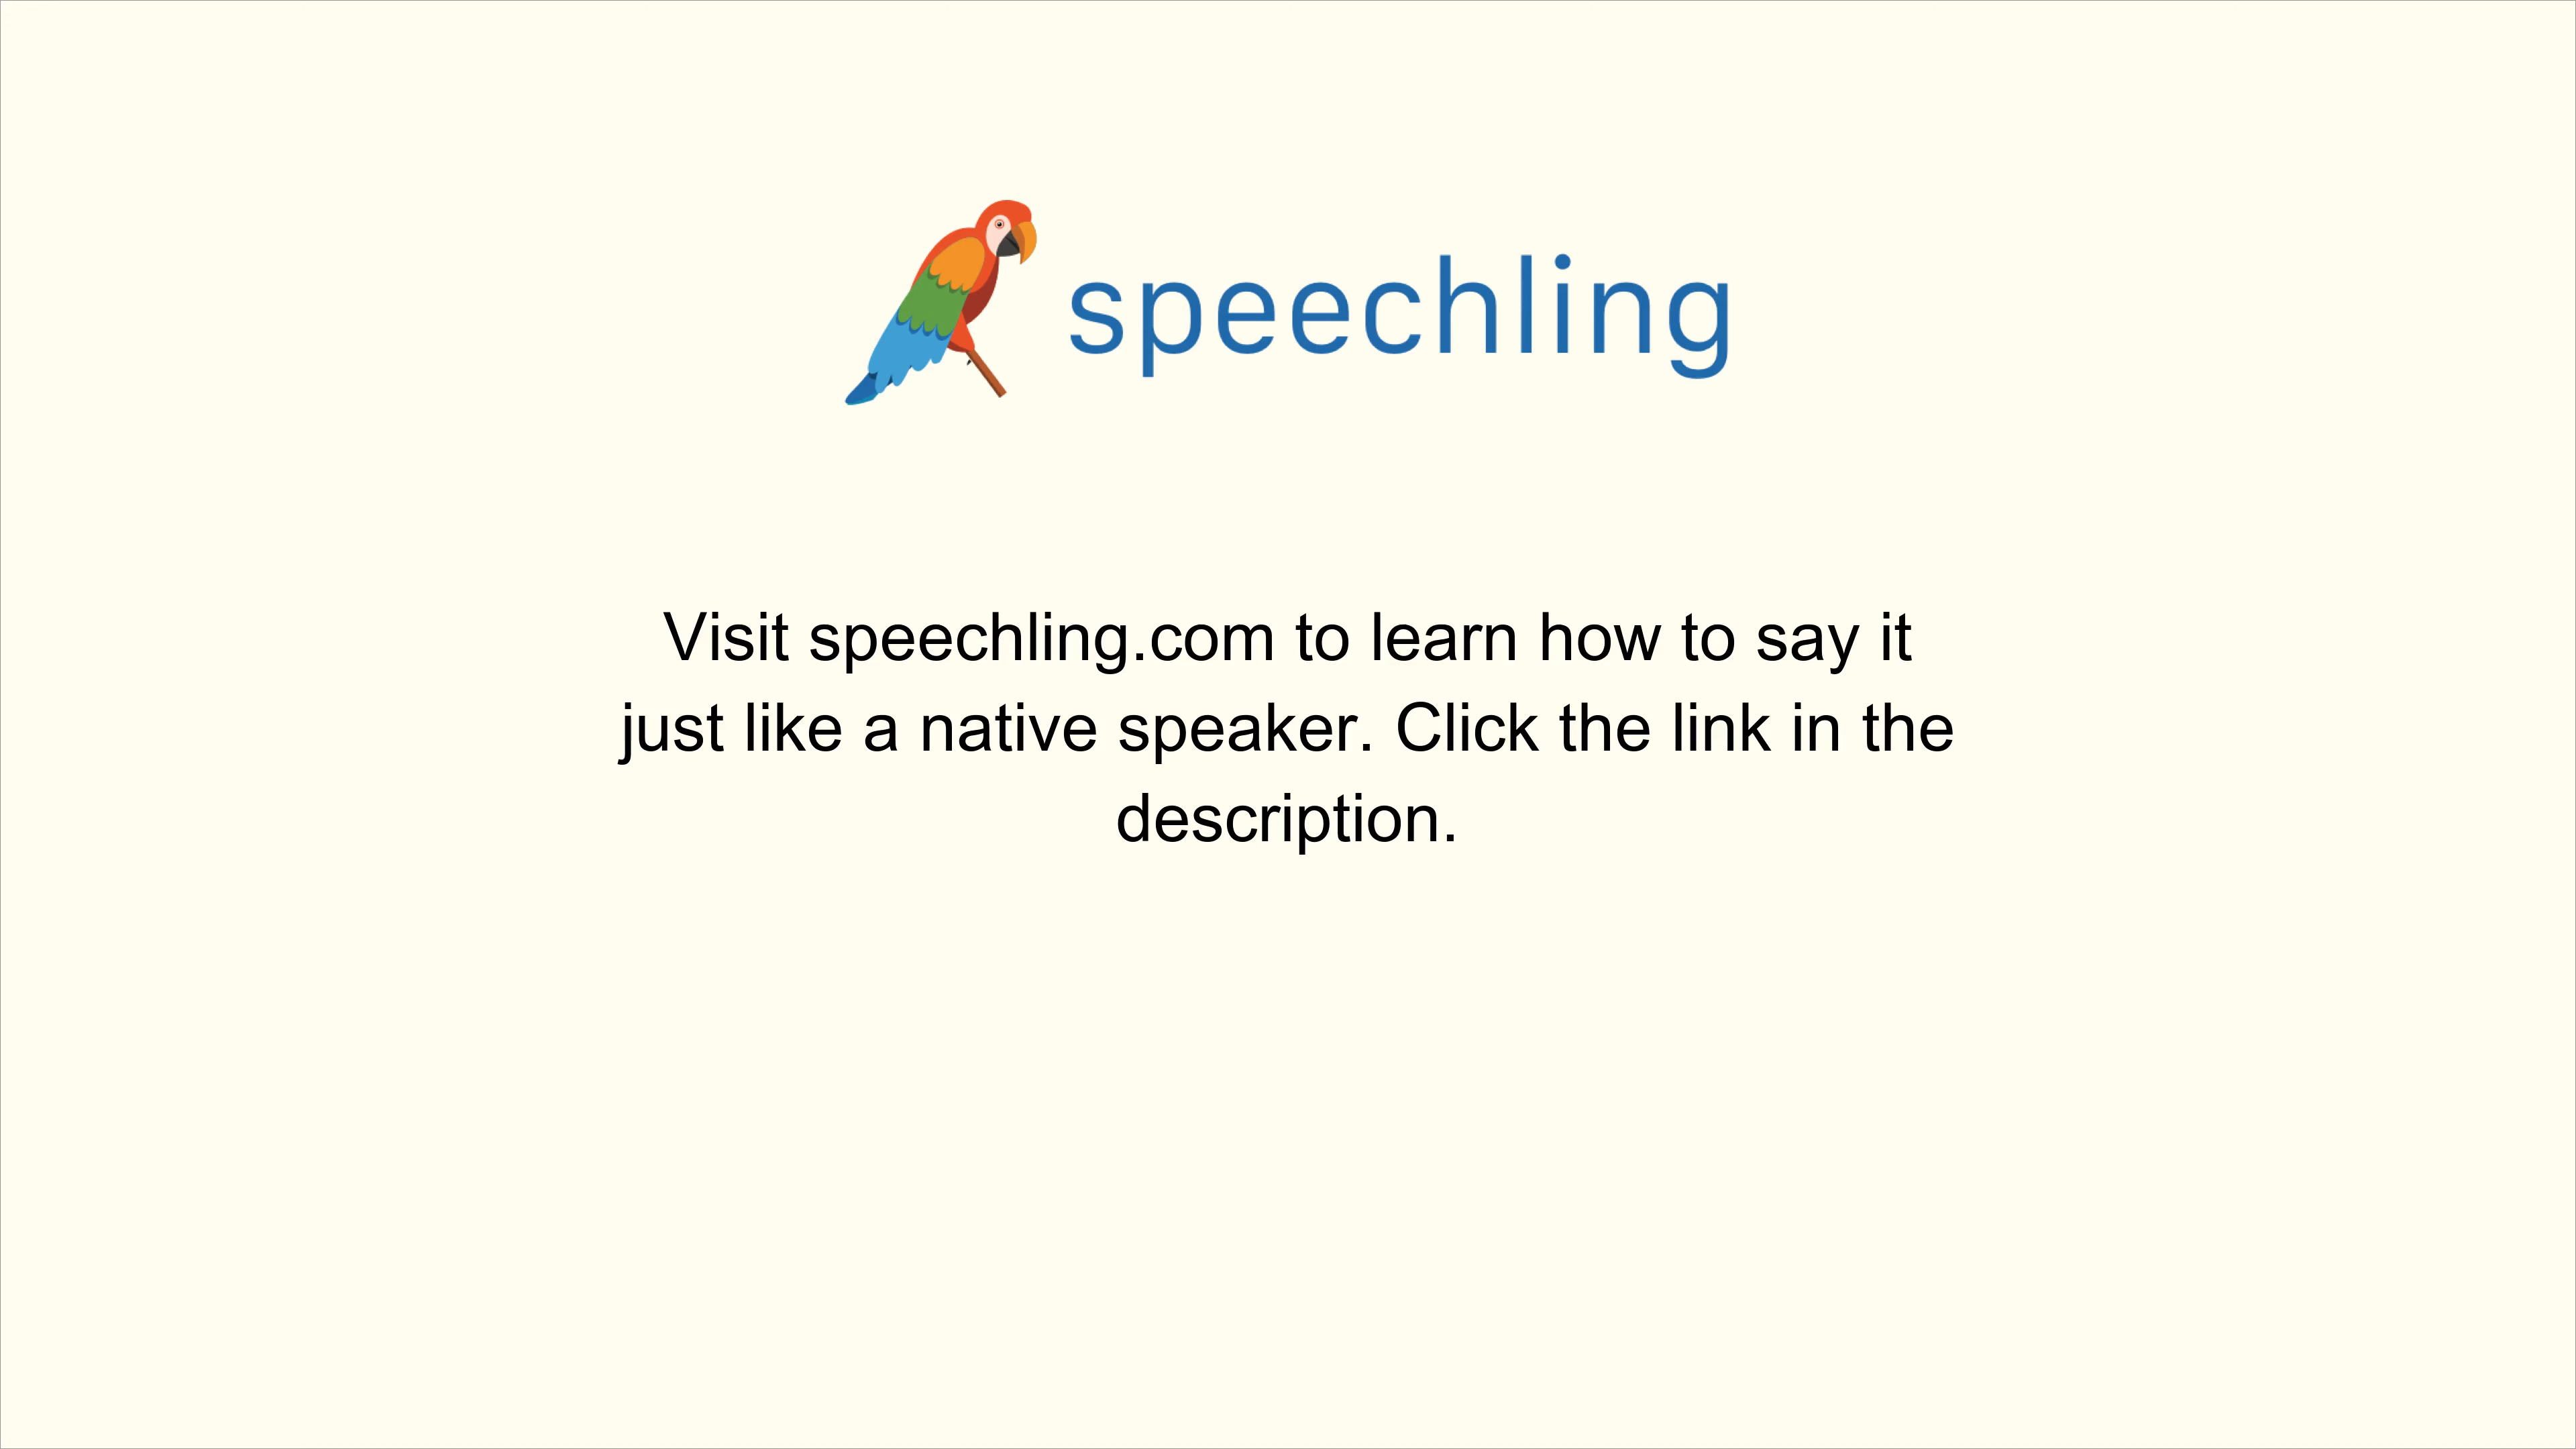 speechling
Visit speechling.com to learn how to say it
just like a native speaker. Click the link in the
description.